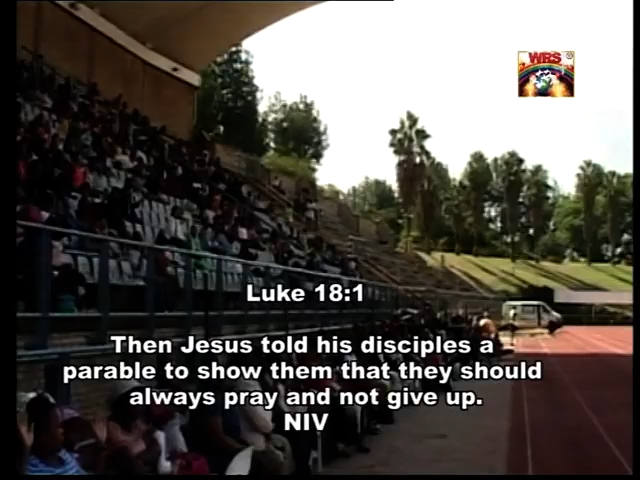 WRS
Luke 18:1
Then Jesus told his disciples a
parable to show them that they should
always pray and not give up.
NIV